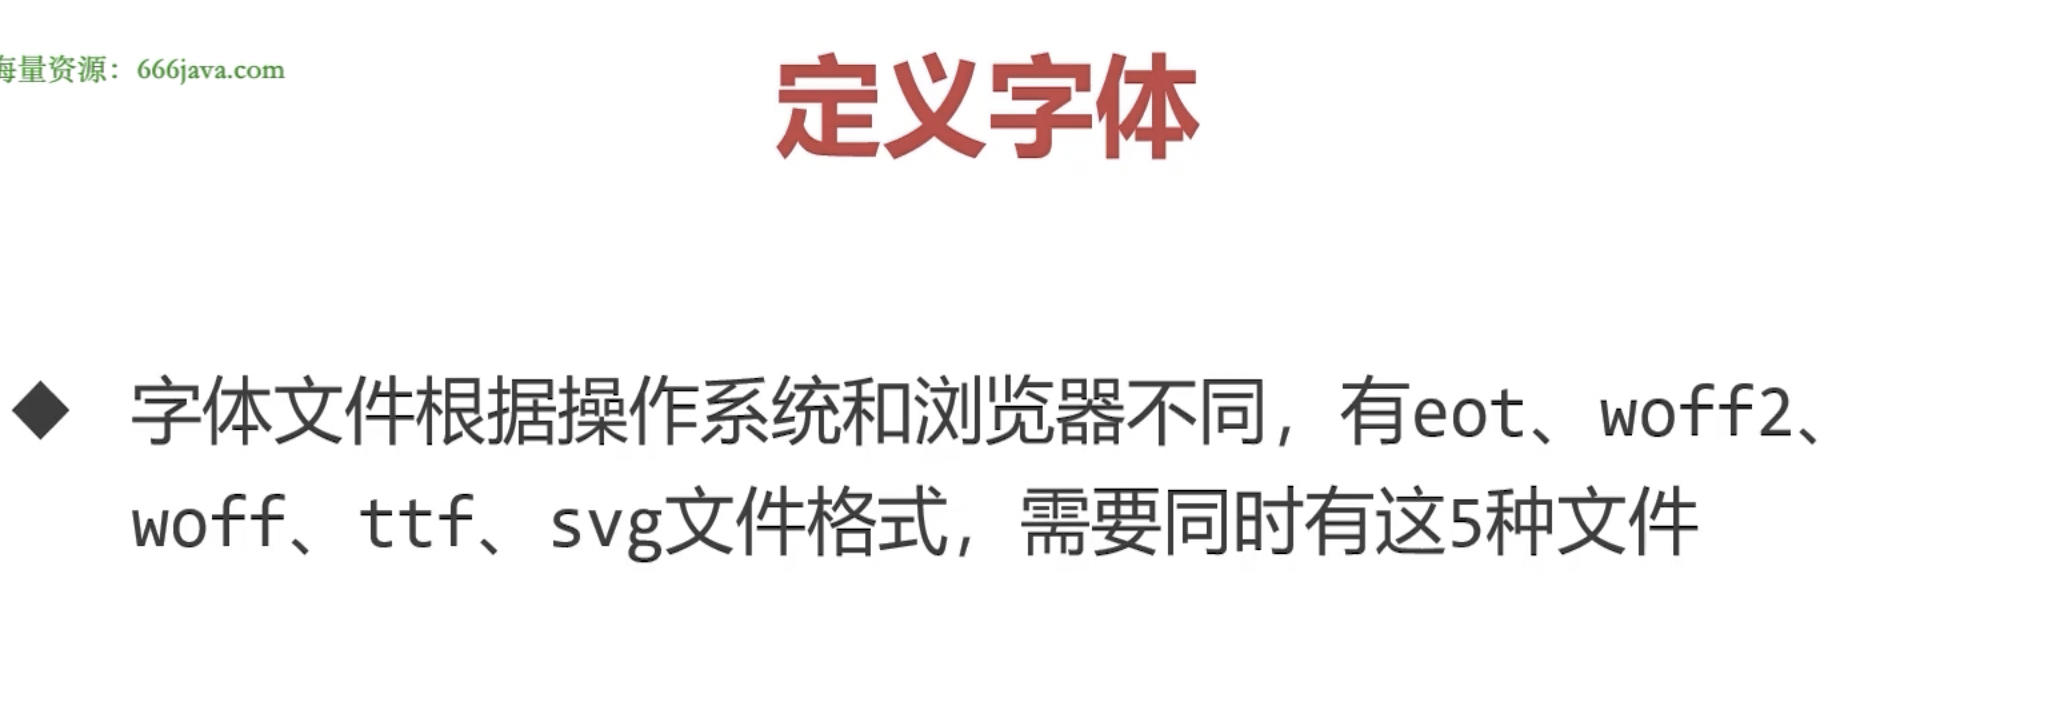 海量资源：666java.com
定义字体
◆ 字体文件根据操作系统和浏览器不同，有eot、woff2、
woff、ttf、svg文件格式，需要同时有这5种文件